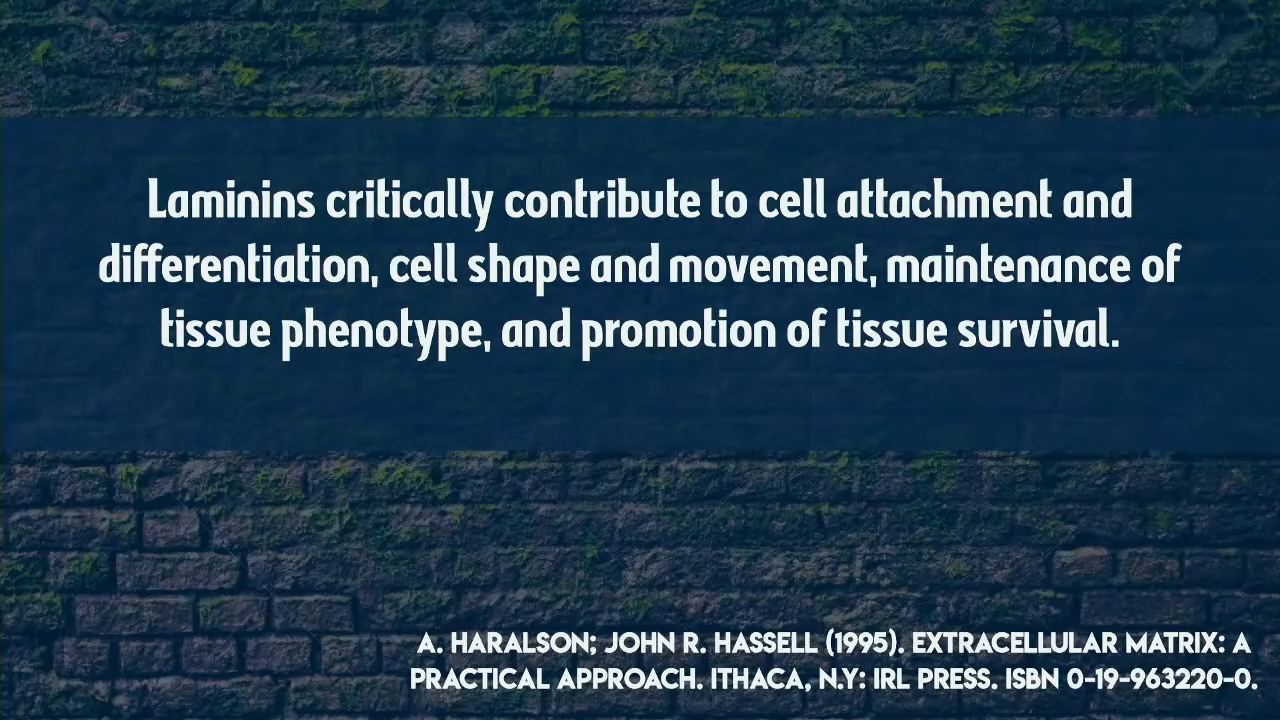 Laminins critically contribute to cell attachment and
differentiation, cell shape and movement, maintenance of
tissue phenotype, and promotion of tissue survival.
A. HARALSON; JOHN R. HASSELL (1995). EXTRACELLULAR MATRIX: A
PRACTICAL APPROACH. ITHACA, N.Y: IRL PRESS. ISBN 0-19-963220-0.